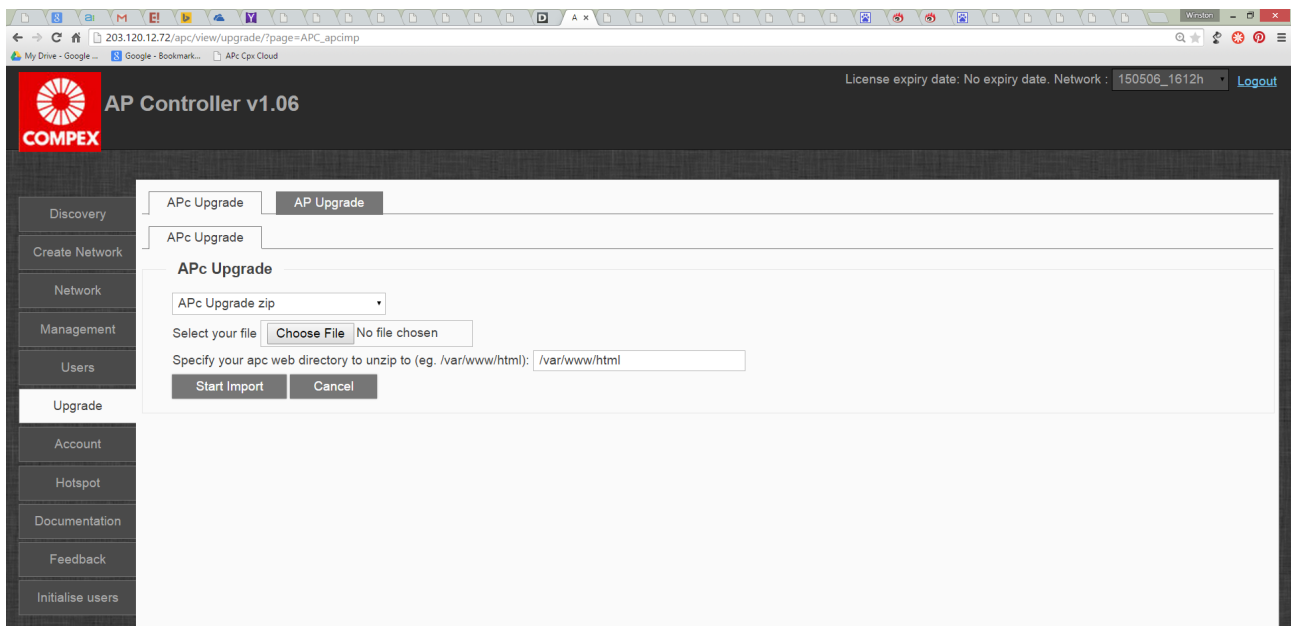 Winston
203.120.12.72/apc/view/upgrade/?page=APC_apcimp
My Drive - Google ... Google - Bookmark... APc Cpx Cloud
License expiry date: No expiry date. Network : 150506_1612h Logout
COMPEX
AP Controller v1.06
APc Upgrade AP Upgrade
APc Upgrade
APc Upgrade
APc Upgrade zip
Select your file Choose File No file chosen
Specify your apc web directory to unzip to (eg. /var/www/html): /var/www/html
Start Import Cancel
Discovery
Create Network
Network
Management
Users
Upgrade
Account
Hotspot
Documentation
Feedback
Initialise users